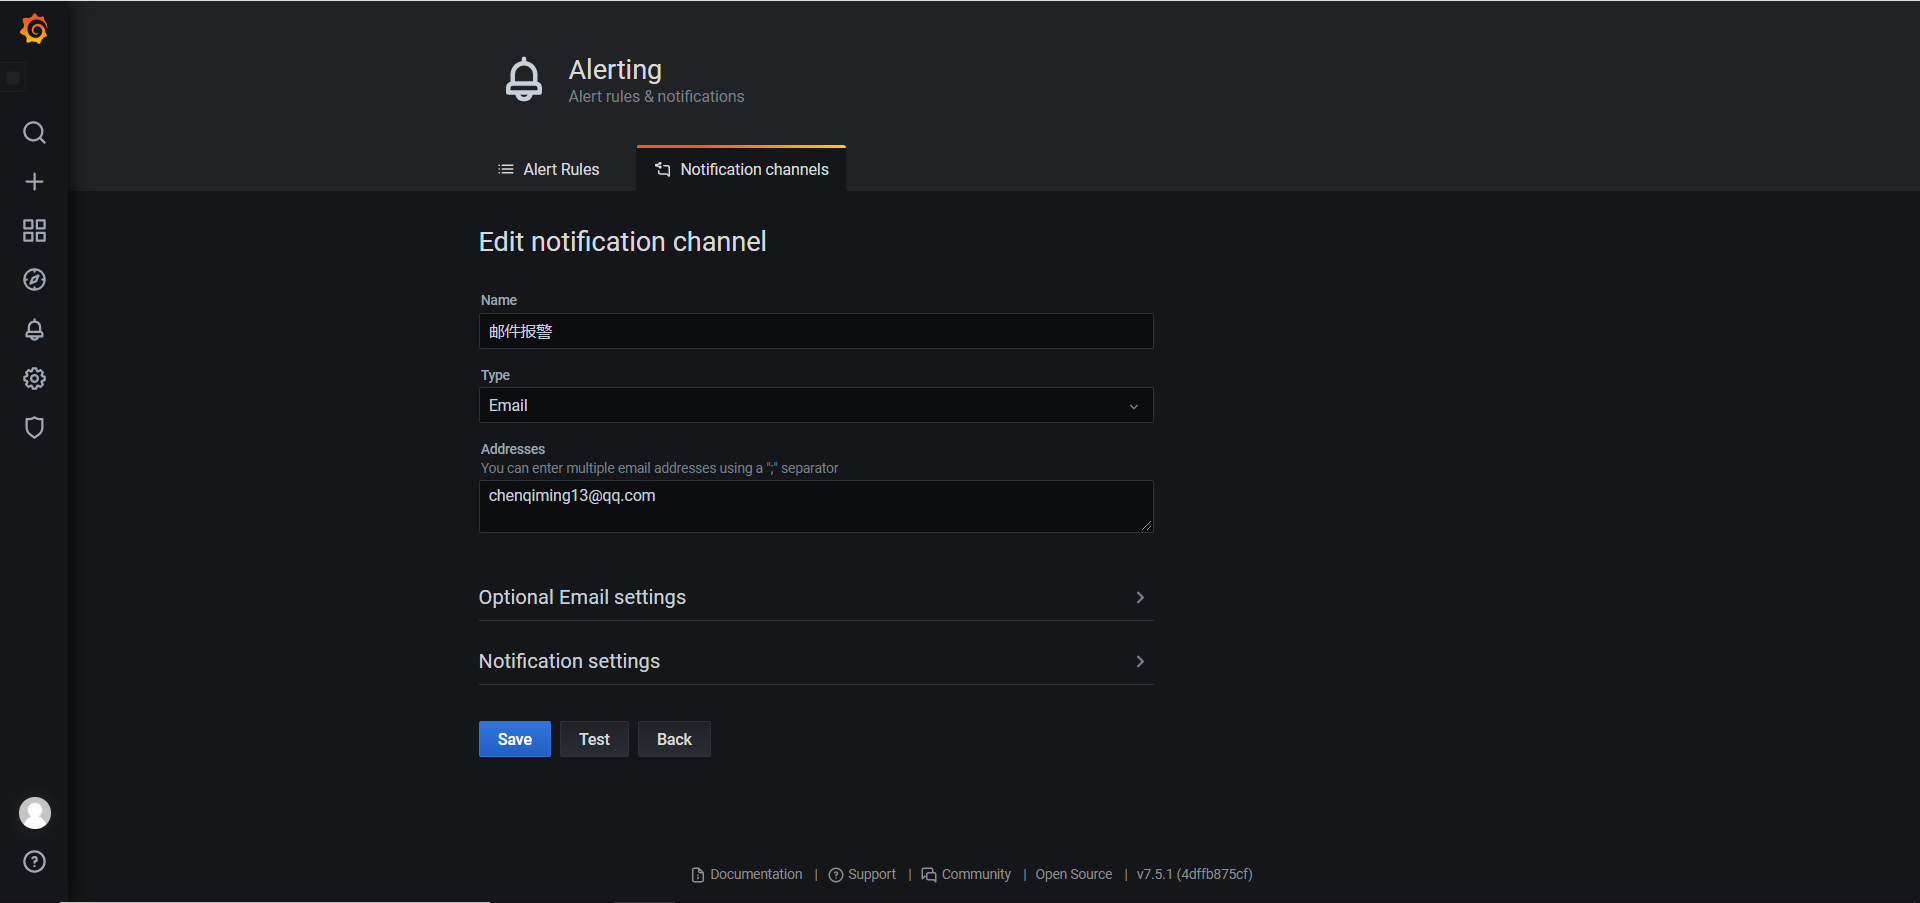 Alerting
Alert rules & notifications
Alert Rules
Notification channels
Edit notification channel
Name
邮件报警
Type
Email
Addresses
You can enter multiple email addresses using a ";" separator
chenqiming13@qq.com
Optional Email settings
Notification settings
Save Test Back
Documentation | Support | Community | Open Source | v7.5.1 (4dffb875cf)